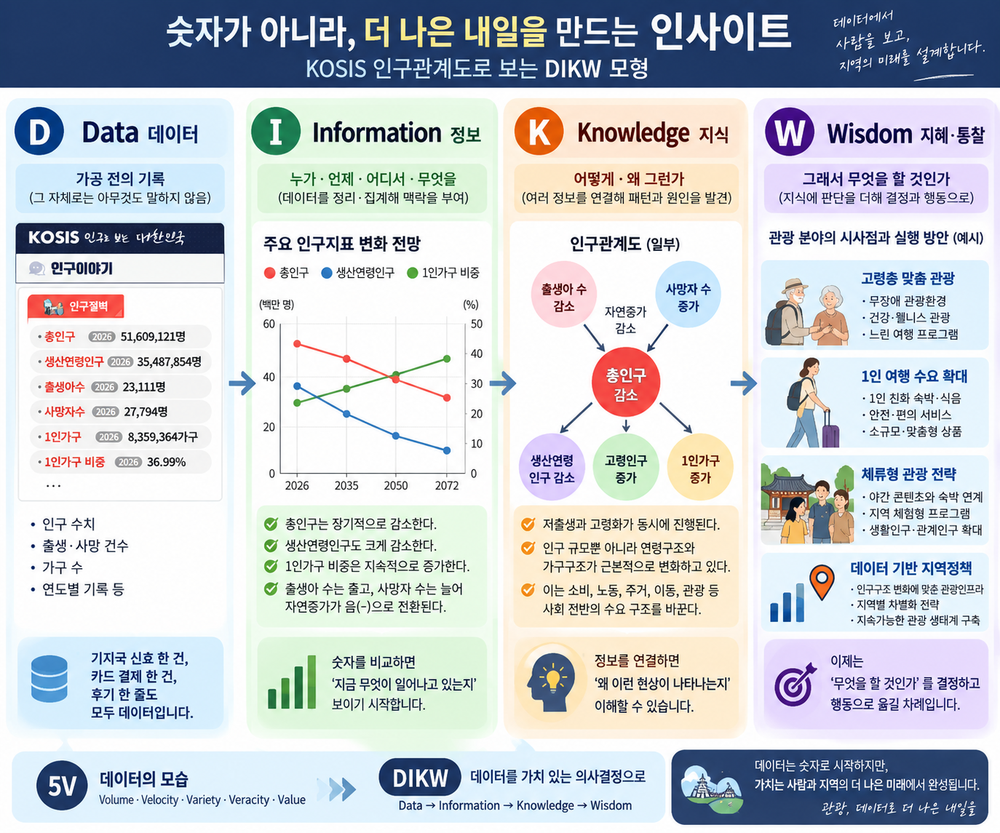 숫자가 아니라, 더 나은 내일을 만드는 인사이트
KOSIS 인구관계도로 보는 DIKW 모형
데이터에서
사람을 보고,
지역의 미래를 설계합니다.
D Data 데이터
가공 전의 기록
(그 자체로는 아무것도 말하지 않음)
KOSIS 인구로 보는 대한민국
인구이야기
인구절벽
• 총인구 2026 51,609,121명
• 생산연령인구 2026 35,487,854명
• 출생아수 2026 23,111명
• 사망자수 2026 27,794명
• 1인가구 2026 8,359,364가구
• 1인가구 비중 2026 36.99%
...
• 인구 수치
• 출생·사망 건수
• 가구 수
• 연도별 기록 등
기지국 신호 한 건,
카드 결제 한 건,
후기 한 줄도
모두 데이터입니다.
I Information 정보
누가 · 언제 · 어디서 · 무엇을
(데이터를 정리·집계해 맥락을 부여)
주요 인구지표 변화 전망
총인구 생산연령인구 1인가구 비중
(백만 명) (%)
60 50
40
40 30
20 20
10
0 0
2026 2035 2050 2072
총인구는 장기적으로 감소한다.
생산연령인구도 크게 감소한다.
1인가구 비중은 지속적으로 증가한다.
출생아 수는 출고, 사망자 수는 늘어
자연증가가 음(-)으로 전환된다.
숫자를 비교하면
‘지금 무엇이 일어나고 있는지’
보이기 시작합니다.
K Knowledge 지식
어떻게 · 왜 그런가
(여러 정보를 연결해 패턴과 원인을 발견)
인구관계도 (일부)
출생아 수
감소
사망자 수
증가
자연증가
감소
총인구
감소
생산연령
인구 감소
고령인구
증가
1인가구
증가
저출생과 고령화가 동시에 진행된다.
인구 규모뿐 아니라 연령구조와
가구구조가 근본적으로 변화하고 있다.
이는 소비, 노동, 주거, 이동, 관광 등
사회 전반의 수요 구조를 바꾼다.
정보를 연결하면
‘왜 이런 현상이 나타나는지’
이해할 수 있습니다.
W Wisdom 지혜·통찰
그래서 무엇을 할 것인가
(지식에 판단을 더해 결정과 행동으로)
관광 분야의 시사점과 실행 방안 (예시)
고령층 맞춤 관광
• 무장애 관광환경
• 건강·웰니스 관광
• 느린 여행 프로그램
1인 여행 수요 확대
• 1인 친화 숙박·식음
• 안전·편의 서비스
• 소규모·맞춤형 상품
체류형 관광 전략
• 야간 콘텐츠와 숙박 연계
• 지역 체험형 프로그램
• 생활인구·관계인구 확대
데이터 기반 지역정책
• 인구구조 변화에 맞춘 관광인프라
• 지역별 차별화 전략
• 지속가능한 관광 생태계 구축
이제는
‘무엇을 할 것인가’ 를 결정하고
행동으로 옮길 차례입니다.
5V 데이터의 모습
Volume · Velocity · Variety · Veracity · Value
DIKW 데이터를 가치 있는 의사결정으로
Data → Information → Knowledge → Wisdom
데이터는 숫자로 시작하지만,
가치는 사람과 지역의 더 나은 미래에서 완성됩니다.
관광, 데이터로 더 나은 내일을